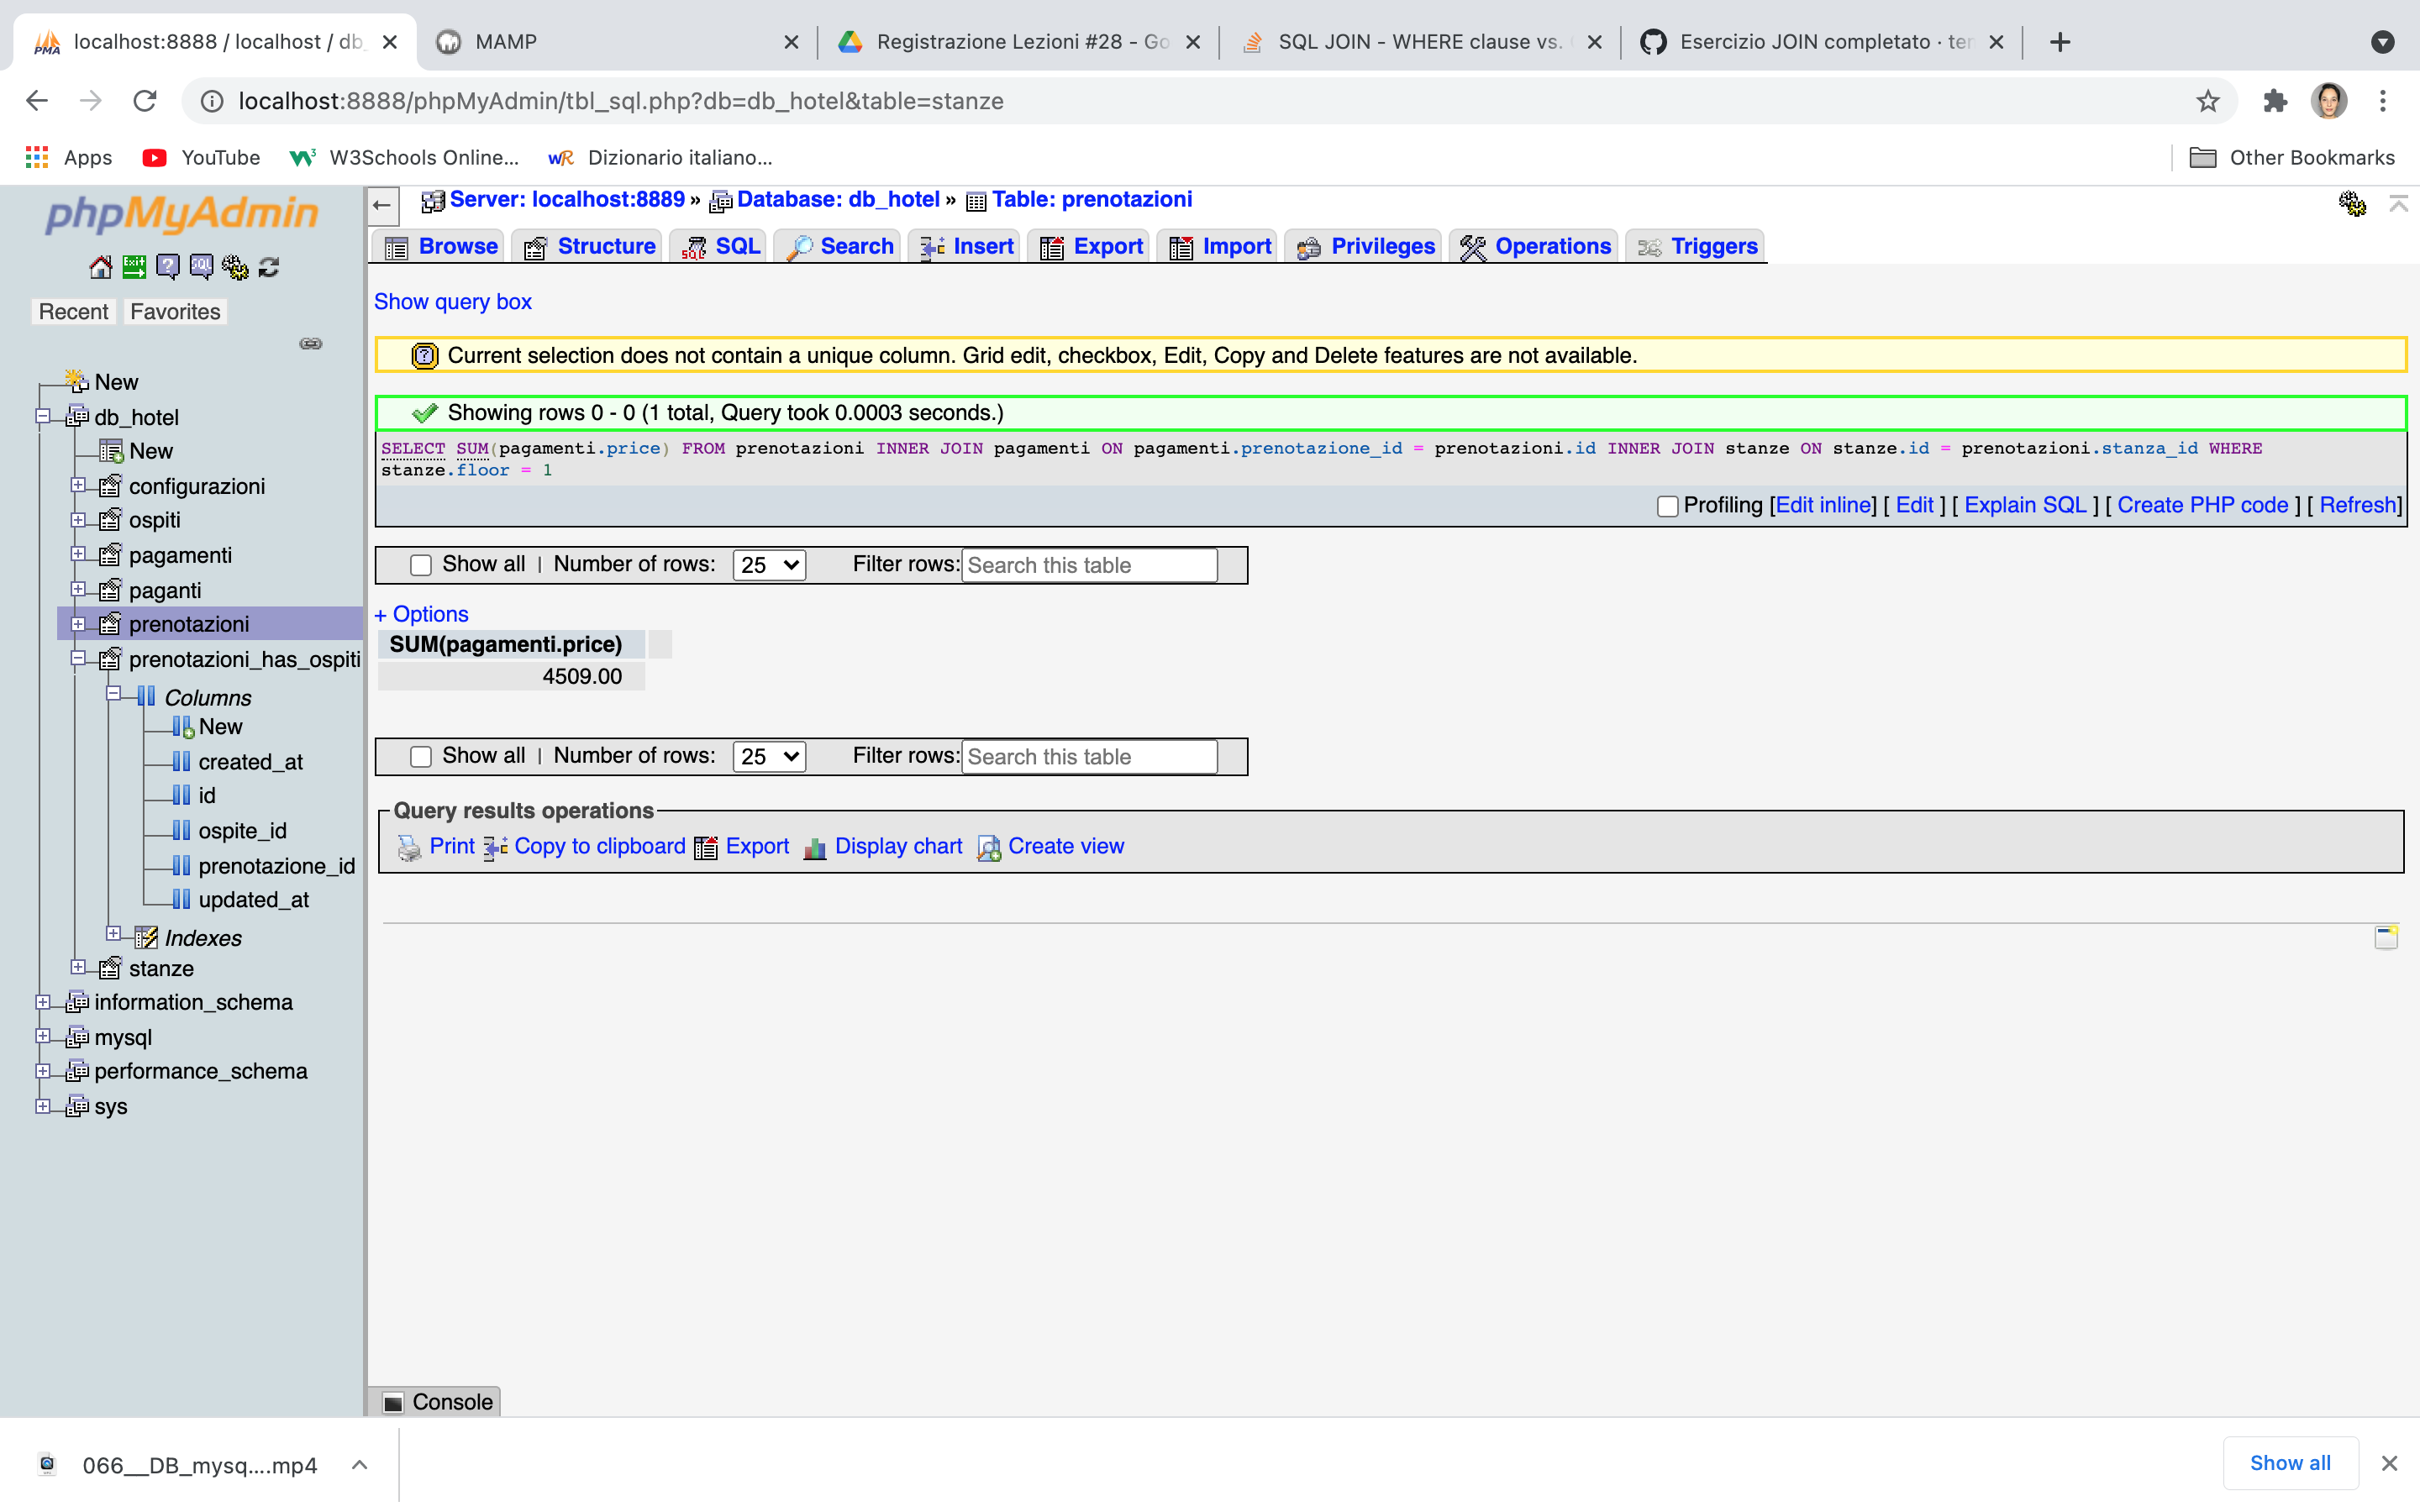 localhost:8888 / localhost / db_
MAMP
Registrazione Lezioni #28 - Go
SQL JOIN - WHERE clause vs.
Esercizio JOIN completato · ter
localhost:8888/phpMyAdmin/tbl_sql.php?db=db_hotel&table=stanze
Apps
YouTube
W3Schools Online...
Dizionario italiano...
Other Bookmarks
phpMyAdmin
Recent
Favorites
New
db_hotel
New
configurazioni
ospiti
pagamenti
paganti
prenotazioni
prenotazioni_has_ospiti
Columns
New
created_at
id
ospite_id
prenotazione_id
updated_at
Indexes
stanze
information_schema
mysql
performance_schema
sys
Server: localhost:8889 » Database: db_hotel » Table: prenotazioni
Browse
Structure
SQL
Search
Insert
Export
Import
Privileges
Operations
Triggers
Show query box
Current selection does not contain a unique column. Grid edit, checkbox, Edit, Copy and Delete features are not available.
Showing rows 0 - 0 (1 total, Query took 0.0003 seconds.)
SELECT SUM(pagamenti.price) FROM prenotazioni INNER JOIN pagamenti ON pagamenti.prenotazione_id = prenotazioni.id INNER JOIN stanze ON stanze.id = prenotazioni.stanza_id WHERE
stanze.floor = 1
Profiling [Edit inline] [ Edit ] [ Explain SQL ] [ Create PHP code ] [ Refresh]
Show all | Number of rows: 25 Filter rows: Search this table
+ Options
SUM(pagamenti.price)
4509.00
Show all | Number of rows: 25 Filter rows: Search this table
Query results operations
Print
Copy to clipboard
Export
Display chart
Create view
Console
066__DB_mysq....mp4
Show all